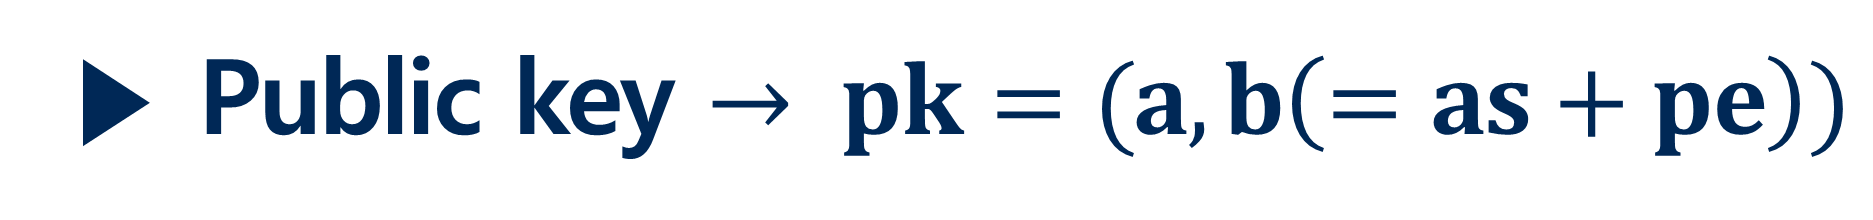 ▶ Public key → pk = (a, b(= as + pe))